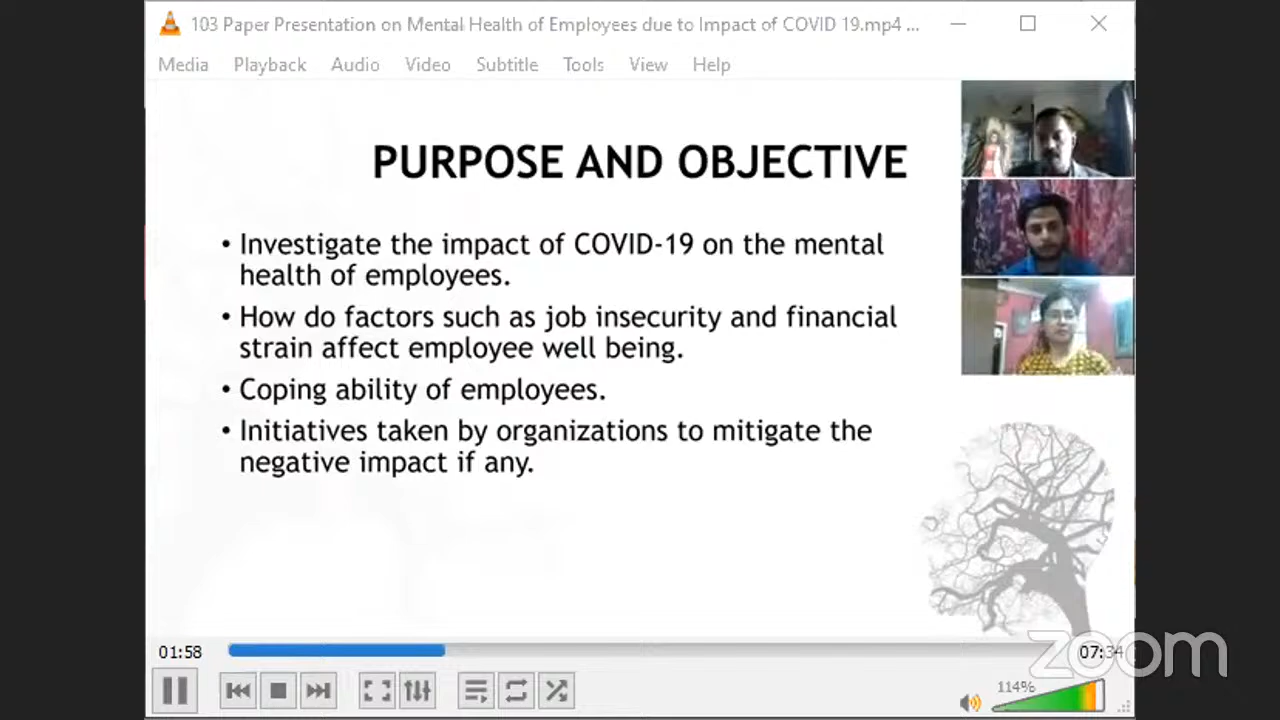 103 Paper Presentation on Mental Health of Employees due to Impact of COVID 19.mp4 ...
Media Playback Audio Video Subtitle Tools View Help
PURPOSE AND OBJECTIVE
• Investigate the impact of COVID-19 on the mental
health of employees.
• How do factors such as job insecurity and financial
strain affect employee well being.
• Coping ability of employees.
• Initiatives taken by organizations to mitigate the
negative impact if any.
01:58
07:34
zoom
114%